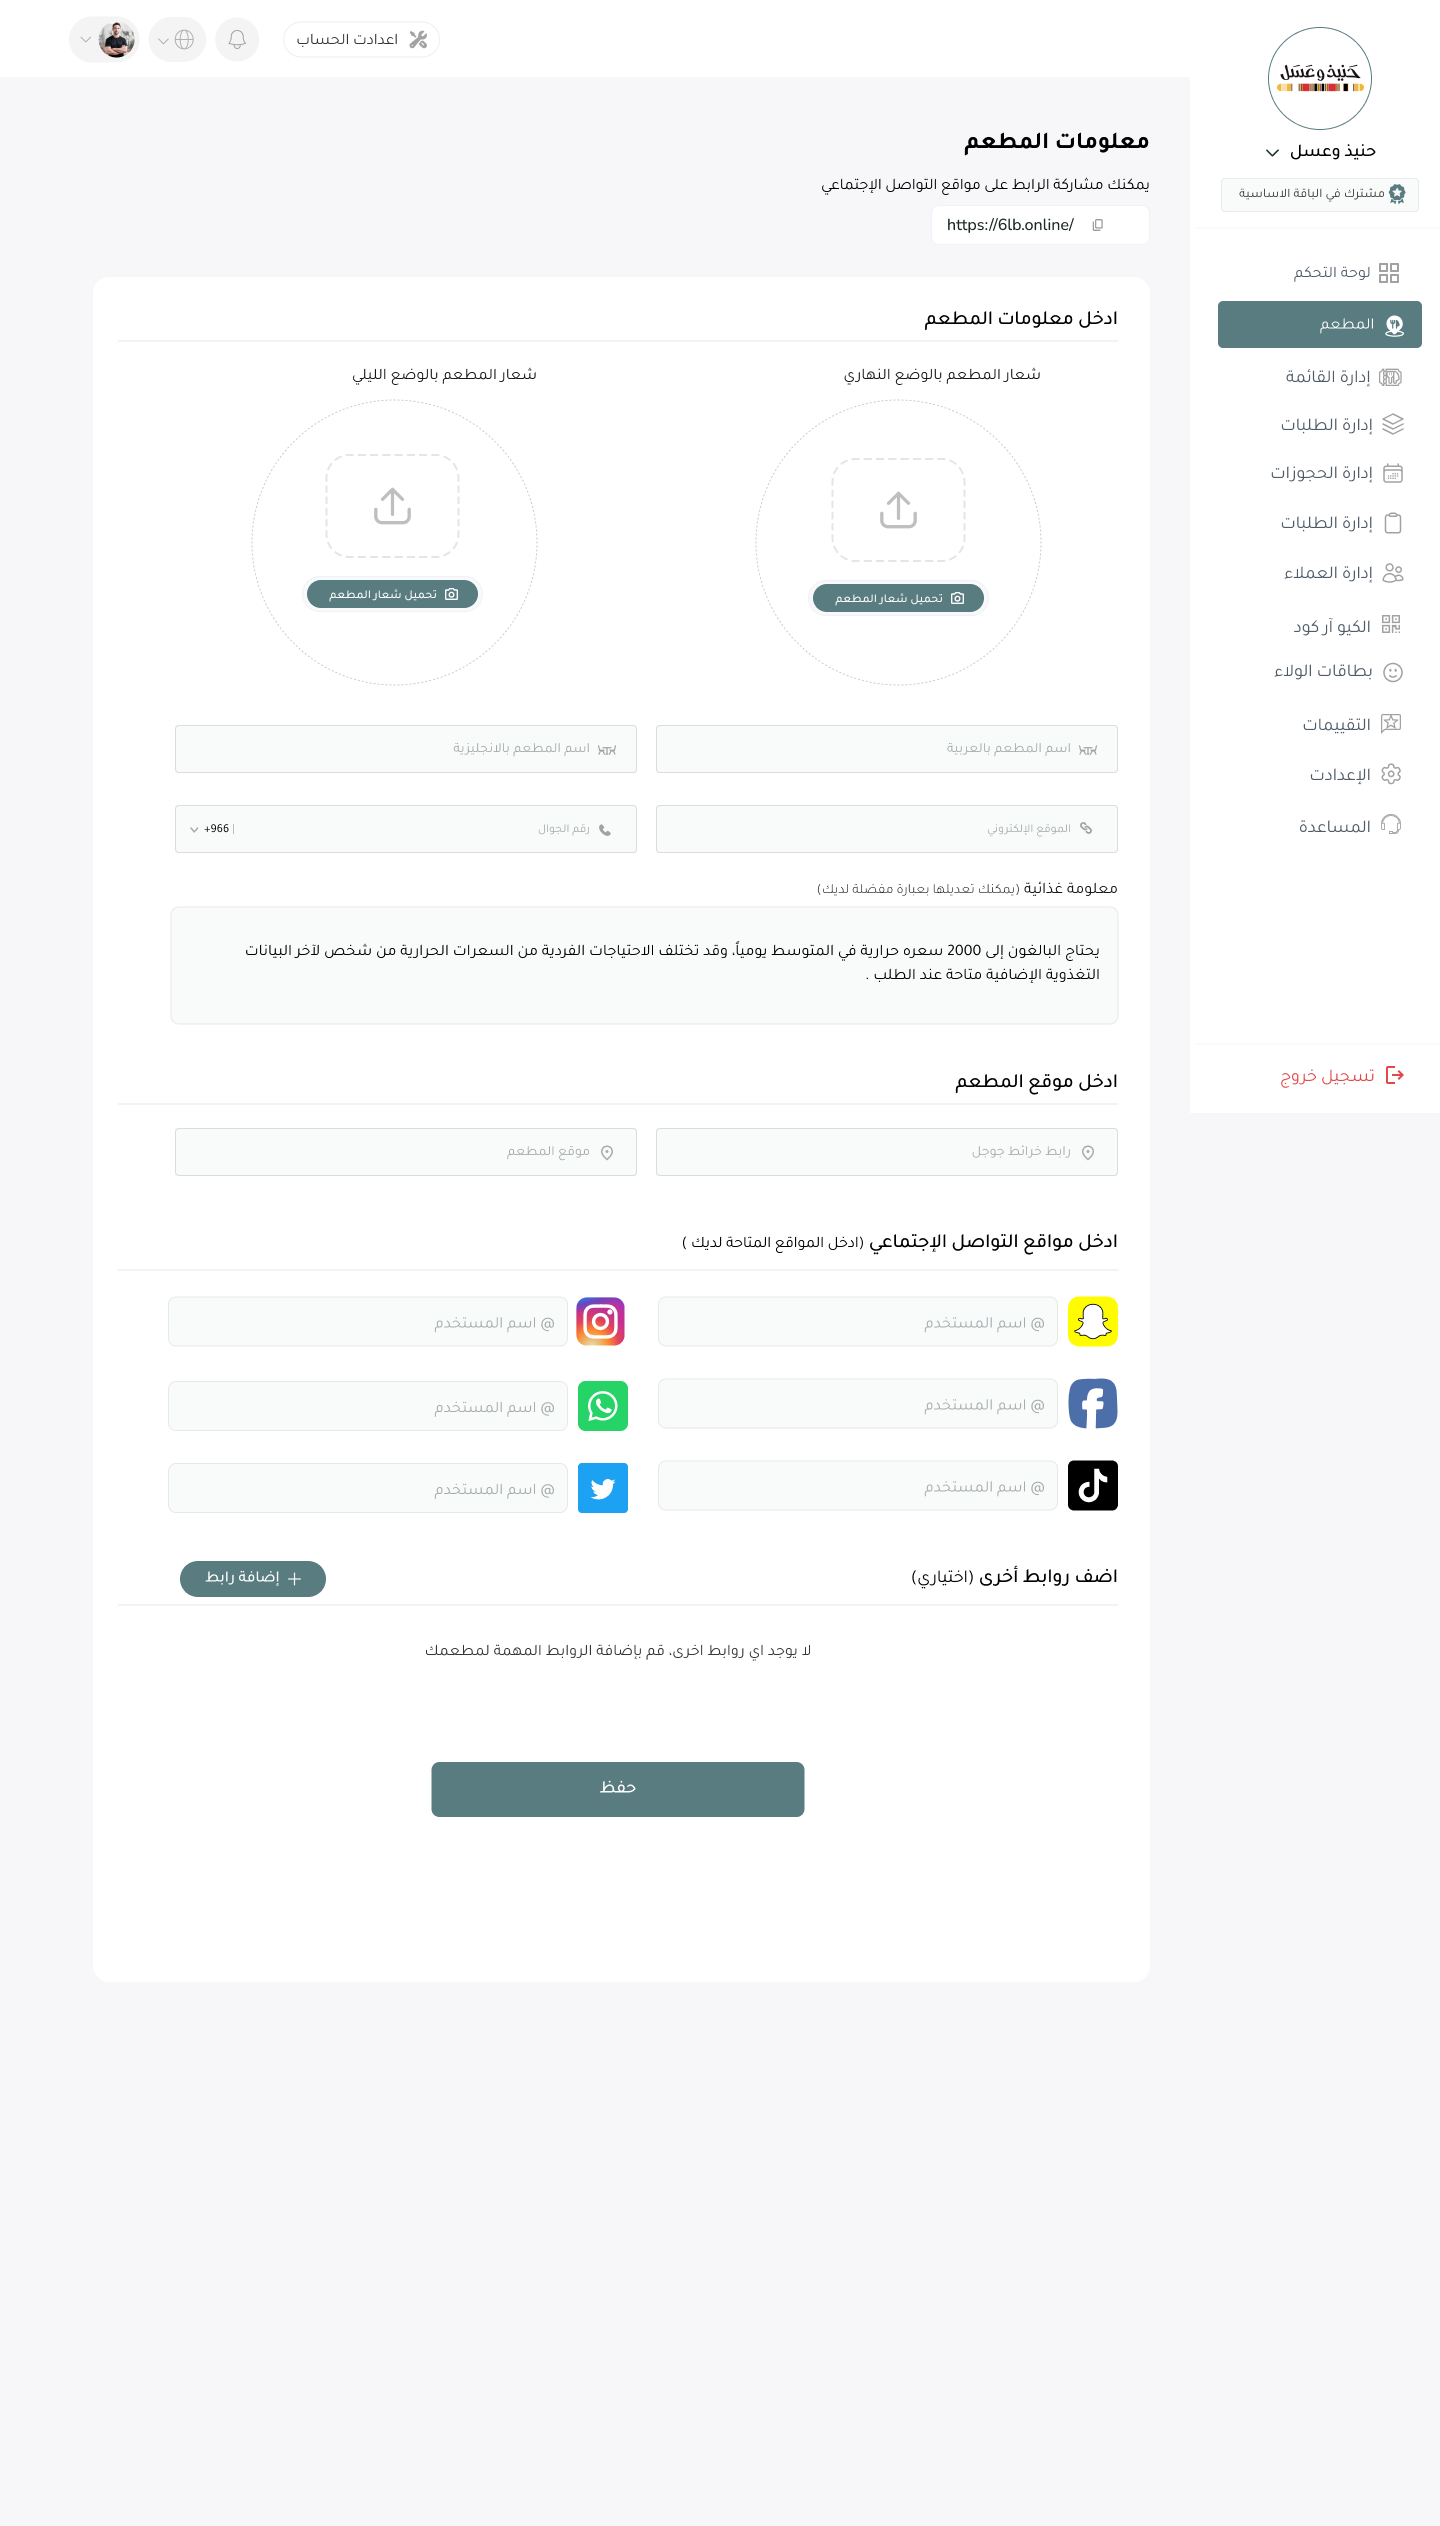 اعدادت الحساب
حنيذ وعسل
حنيذ وعسل
مشترك في الباقة الاساسية
لوحة التحكم
المطعم
إدارة القائمة
إدارة الطلبات
إدارة الحجوزات
إدارة الطلبات
إدارة العملاء
الكيو آر كود
بطاقات الولاء
التقييمات
الإعدادت
المساعدة
تسجيل خروج
معلومات المطعم
يمكنك مشاركة الرابط على مواقع التواصل الإجتماعي
https://6lb.online/
ادخل معلومات المطعم
شعار المطعم بالوضع النهاري
شعار المطعم بالوضع الليلي
تحميل شعار المطعم
تحميل شعار المطعم
اسم المطعم بالعربية
اسم المطعم بالانجليزية
الموقع الإلكتروني
رقم الجوال
+966
معلومة غذائية (يمكنك تعديلها بعبارة مفضلة لديك)
يحتاج البالغون إلى 2000 سعره حرارية في المتوسط يومياً، وقد تختلف الاحتياجات الفردية من السعرات الحرارية من شخص لآخر البيانات
التغذوية الإضافية متاحة عند الطلب .
ادخل موقع المطعم
رابط خرائط جوجل
موقع المطعم
ادخل مواقع التواصل الإجتماعي (ادخل المواقع المتاحة لديك )
@ اسم المستخدم
@ اسم المستخدم
@ اسم المستخدم
@ اسم المستخدم
@ اسم المستخدم
@ اسم المستخدم
اضف روابط أخرى (اختياري)
إضافة رابط
لا يوجد اي روابط اخرى، قم بإضافة الروابط المهمة لمطعمك
حفظ